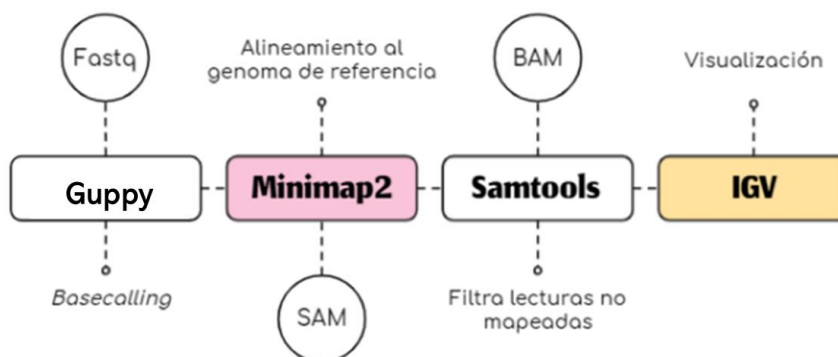 Fastq
Alineamiento al
genoma de referencia
BAM
Visualización
Guppy
Minimap2
Samtools
IGV
Basecalling
SAM
Filtra lecturas no
mapeadas